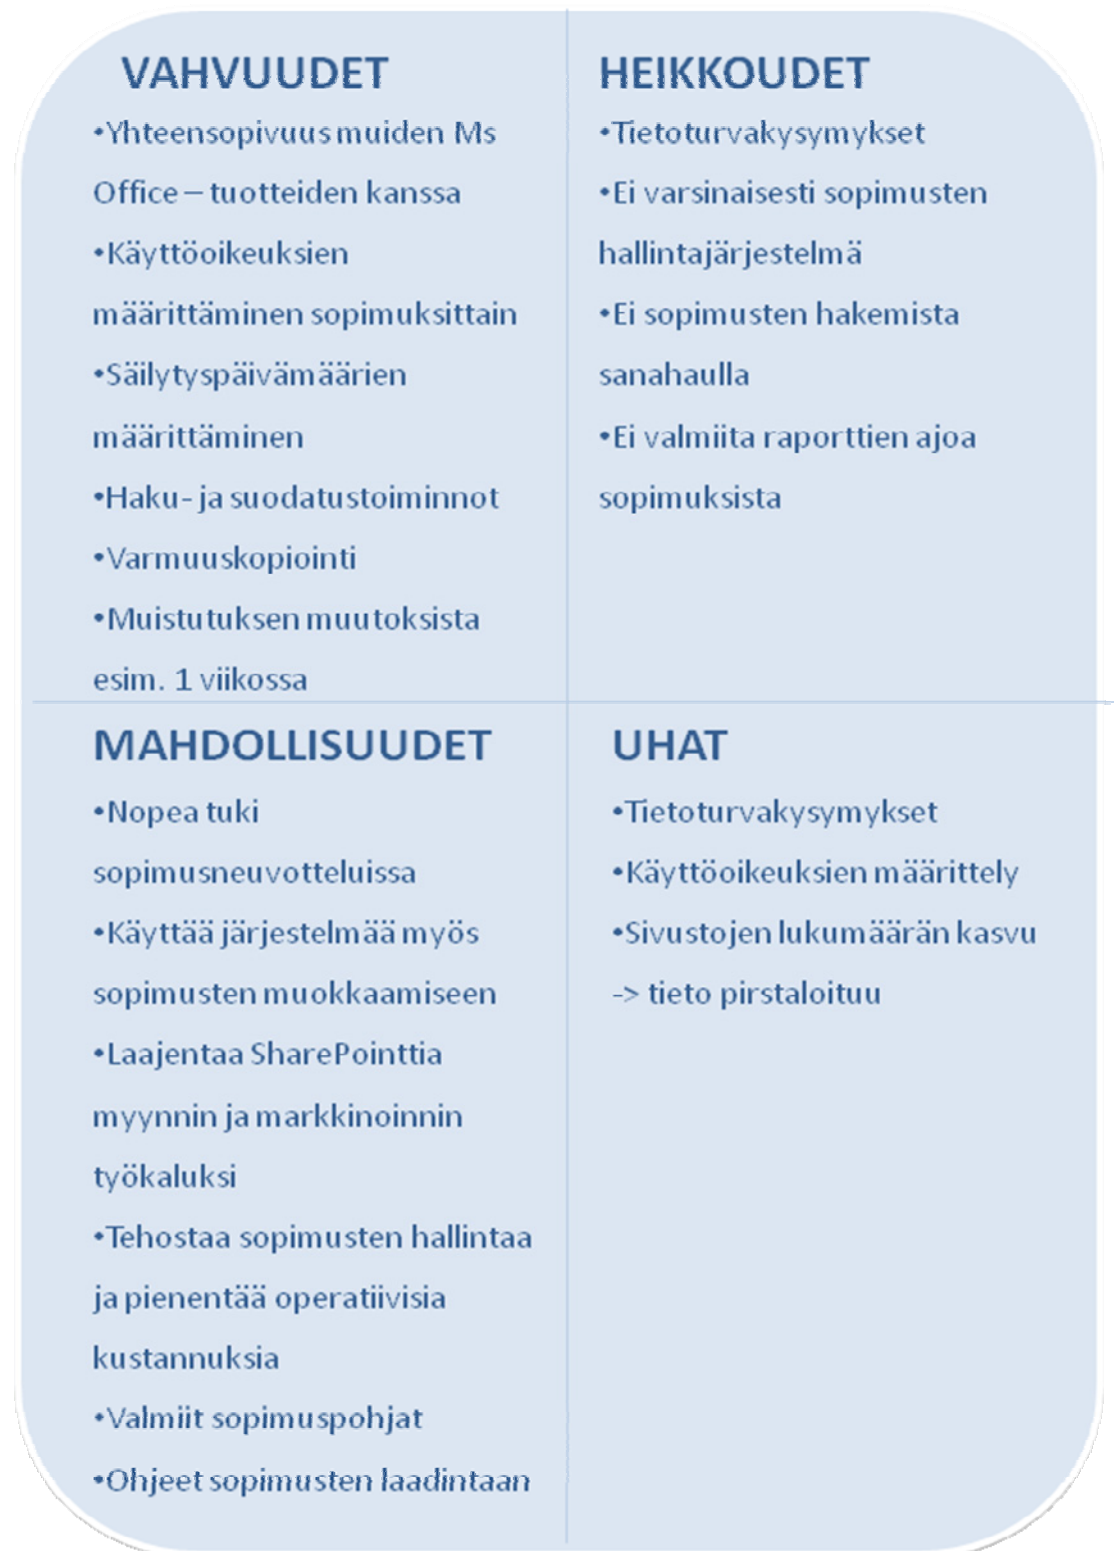 VAHVUUDET
•Yhteensopivuus muiden Ms
Office – tuotteiden kanssa
•Käyttöoikeuksien
määrittäminen sopimuksittain
•Säilytyspäivämäärien
määrittäminen
•Haku- ja suodatustoiminnot
•Varmuuskopiointi
•Muistutuksen muutoksista
esim. 1 viikossa
HEIKKOUDET
•Tietoturvakysymykset
•Ei varsinaisesti sopimusten
hallintajärjestelmä
•Ei sopimusten hakemista
sanahaulla
•Ei valmiita raporttien ajoa
sopimuksista
MAHDOLLISUUDET
•Nopea tuki
sopimusneuvotteluissa
•Käyttää järjestelmää myös
sopimusten muokkaamiseen
•Laajentaa SharePointtia
myynnin ja markkinoinnin
työkaluksi
•Tehostaa sopimusten hallintaa
ja pienentää operatiivisia
kustannuksia
•Valmiit sopimuspohjat
•Ohjeet sopimusten laadintaan
UHAT
•Tietoturvakysymykset
•Käyttöoikeuksien määrittely
•Sivustojen lukumäärän kasvu
-> tieto pirstaloituu